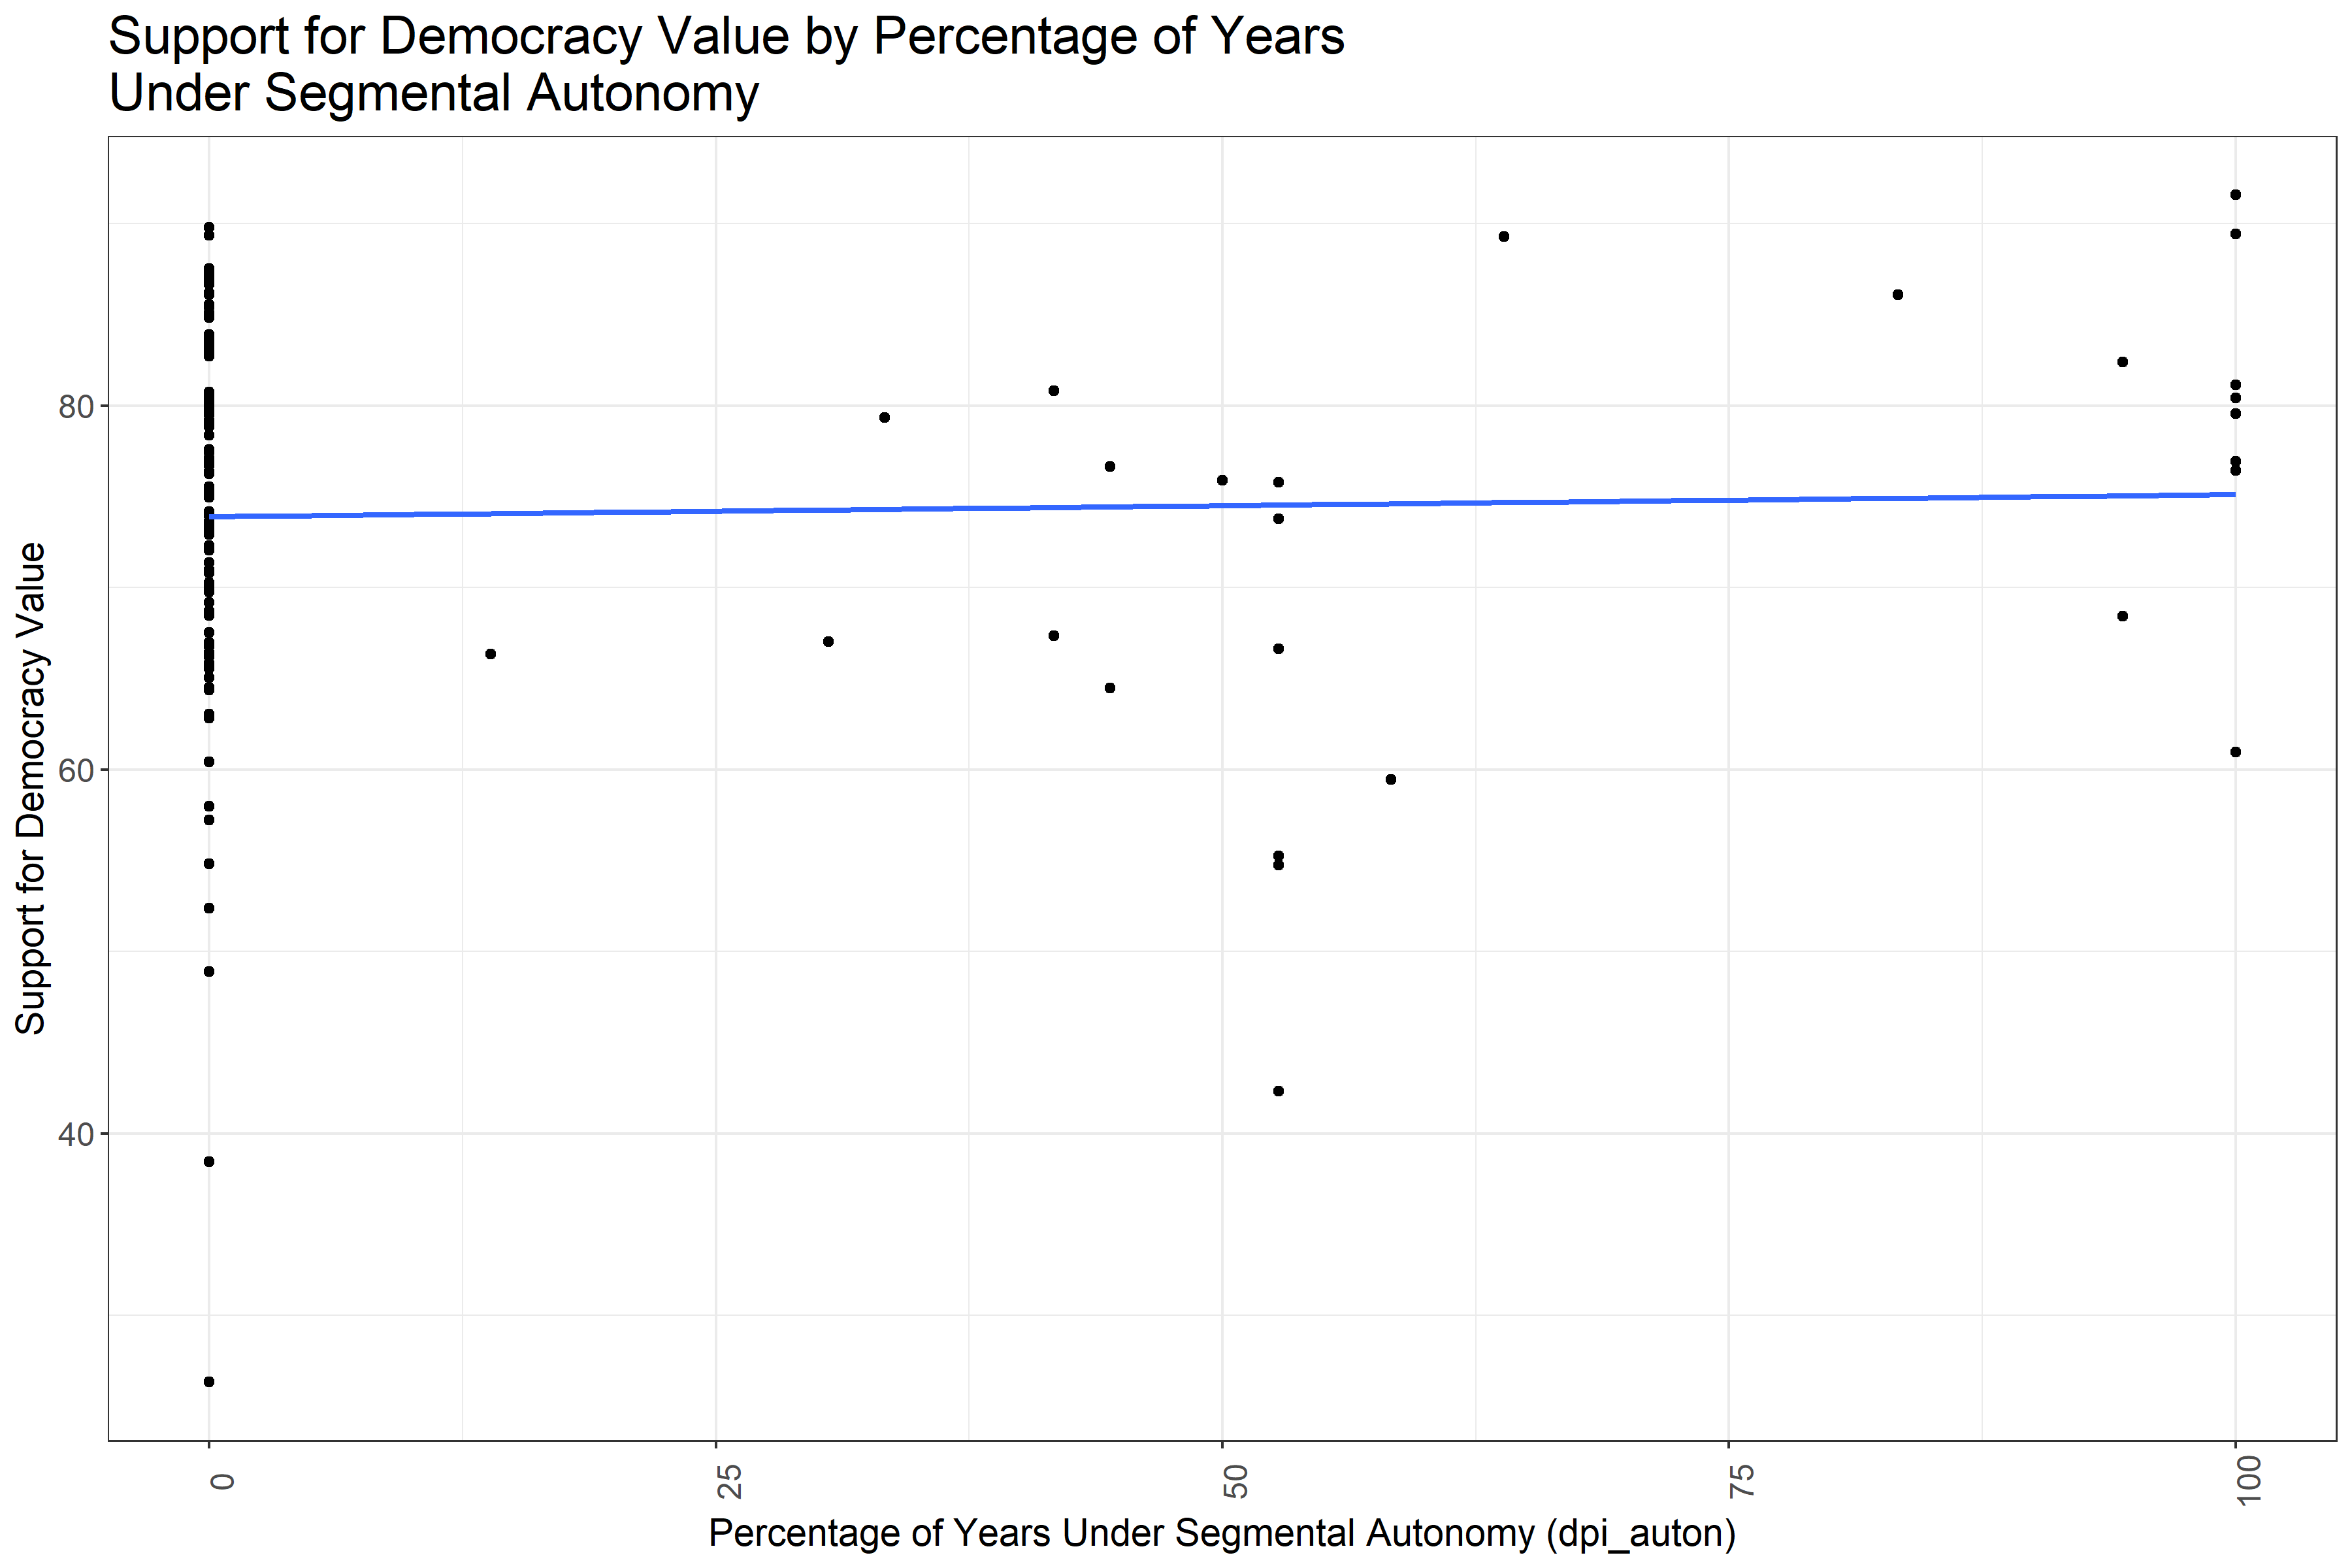 Support for Democracy Value by Percentage of Years
Under Segmental Autonomy
Support for Democracy Value
80
60
40
0
25
50
75
100
Percentage of Years Under Segmental Autonomy (dpi_auton)